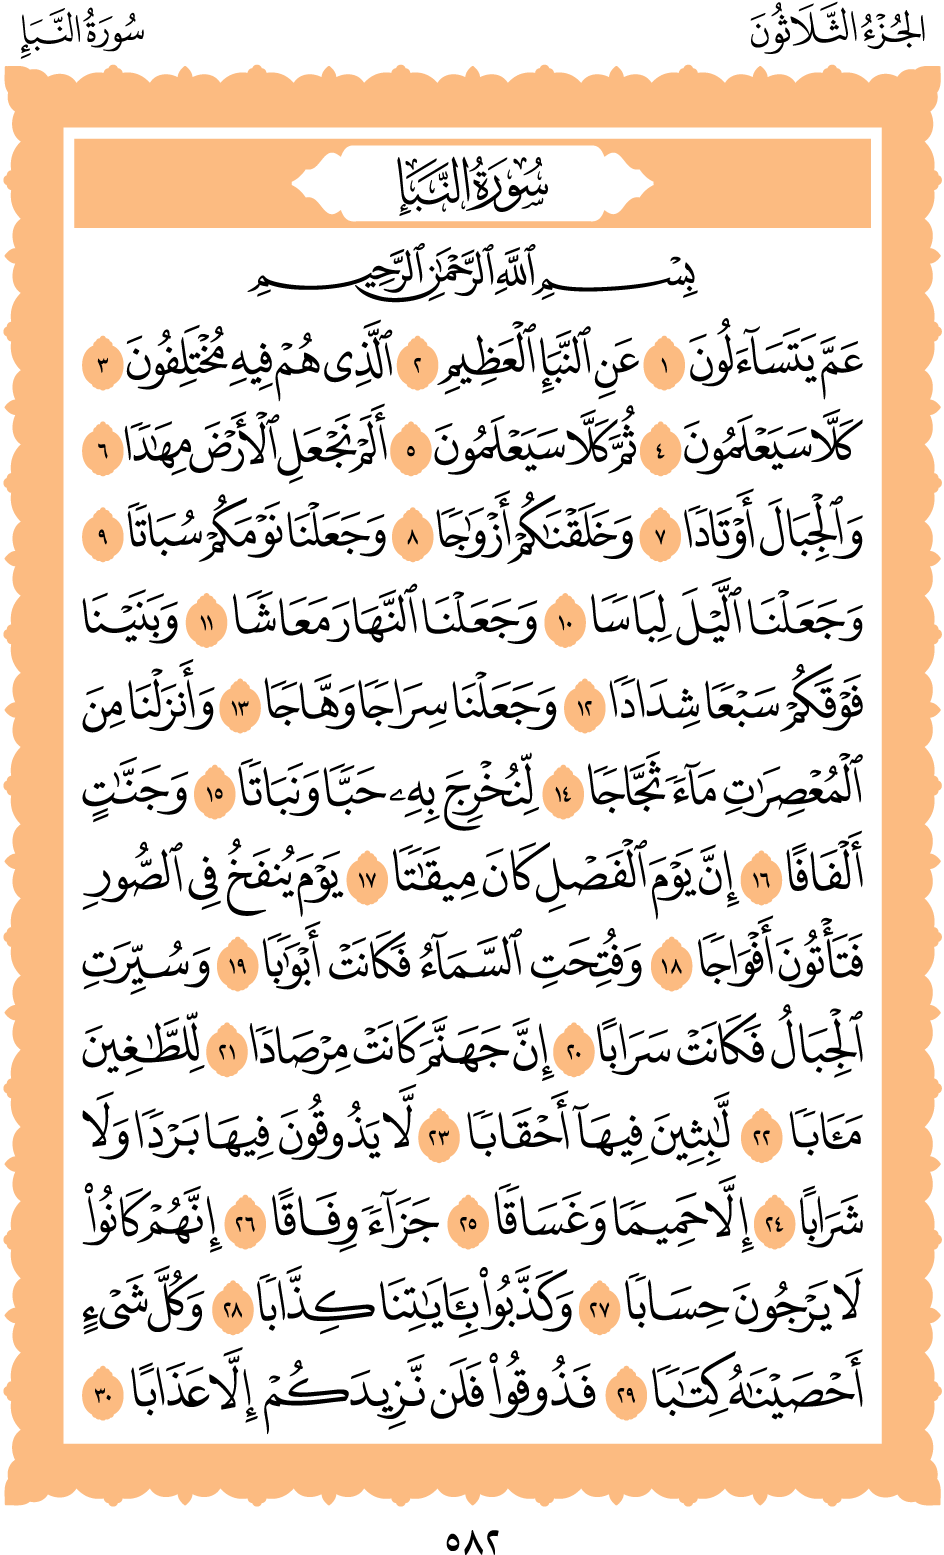 الجُزْءُ الثَّلَاثُونَ
سُورَةُ النَّبَإِ
سُورَةُ النَّبَإِ
بِسْمِ ٱللَّهِ ٱلرَّحْمَٰنِ ٱلرَّحِيمِ
عَمَّ يَتَسَآءَلُونَ ١ عَنِ ٱلنَّبَإِ ٱلْعَظِيمِ ٢ ٱلَّذِى هُمْ فِيهِ مُخْتَلِفُونَ ٣
كَلَّا سَيَعْلَمُونَ ٤ ثُمَّ كَلَّا سَيَعْلَمُونَ ٥ أَلَمْ نَجْعَلِ ٱلْأَرْضَ مِهَٰدًا ٦
وَٱلْجِبَالَ أَوْتَادًا ٧ وَخَلَقْنَٰكُمْ أَزْوَٰجًا ٨ وَجَعَلْنَا نَوْمَكُمْ سُبَاتًا ٩
وَجَعَلْنَا ٱلَّيْلَ لِبَاسًا ١٠ وَجَعَلْنَا ٱلنَّهَارَ مَعَاشًا ١١ وَبَنَيْنَا
فَوْقَكُمْ سَبْعًا شِدَادًا ١٢ وَجَعَلْنَا سِرَاجًا وَهَّاجًا ١٣ وَأَنزَلْنَا مِنَ
ٱلْمُعْصِرَٰتِ مَآءً ثَجَّاجًا ١٤ لِّنُخْرِجَ بِهِۦ حَبًّا وَنَبَاتًا ١٥ وَجَنَّٰتٍ
أَلْفَافًا ١٦ إِنَّ يَوْمَ ٱلْفَصْلِ كَانَ مِيقَٰتًا ١٧ يَوْمَ يُنفَخُ فِى ٱلصُّورِ
فَتَأْتُونَ أَفْوَاجًا ١٨ وَفُتِحَتِ ٱلسَّمَآءُ فَكَانَتْ أَبْوَٰبًا ١٩ وَسُيِّرَتِ
ٱلْجِبَالُ فَكَانَتْ سَرَابًا ٢٠ إِنَّ جَهَنَّمَ كَانَتْ مِرْصَادًا ٢١ لِّلطَّٰغِينَ
مَـَٔابًا ٢٢ لَّٰبِثِينَ فِيهَآ أَحْقَابًا ٢٣ لَّا يَذُوقُونَ فِيهَا بَرْدًا وَلَا
شَرَابًا ٢٤ إِلَّا حَمِيمًا وَغَسَاقًا ٢٥ جَزَآءً وِفَاقًا ٢٦ إِنَّهُمْ كَانُوا۟
لَا يَرْجُونَ حِسَابًا ٢٧ وَكَذَّبُوا۟ بِـَٔايَٰتِنَا كِذَّابًا ٢٨ وَكُلَّ شَىْءٍ
أَحْصَيْنَٰهُ كِتَٰبًا ٢٩ فَذُوقُوا۟ فَلَن نَّزِيدَكُمْ إِلَّا عَذَابًا ٣٠
٥٨٢